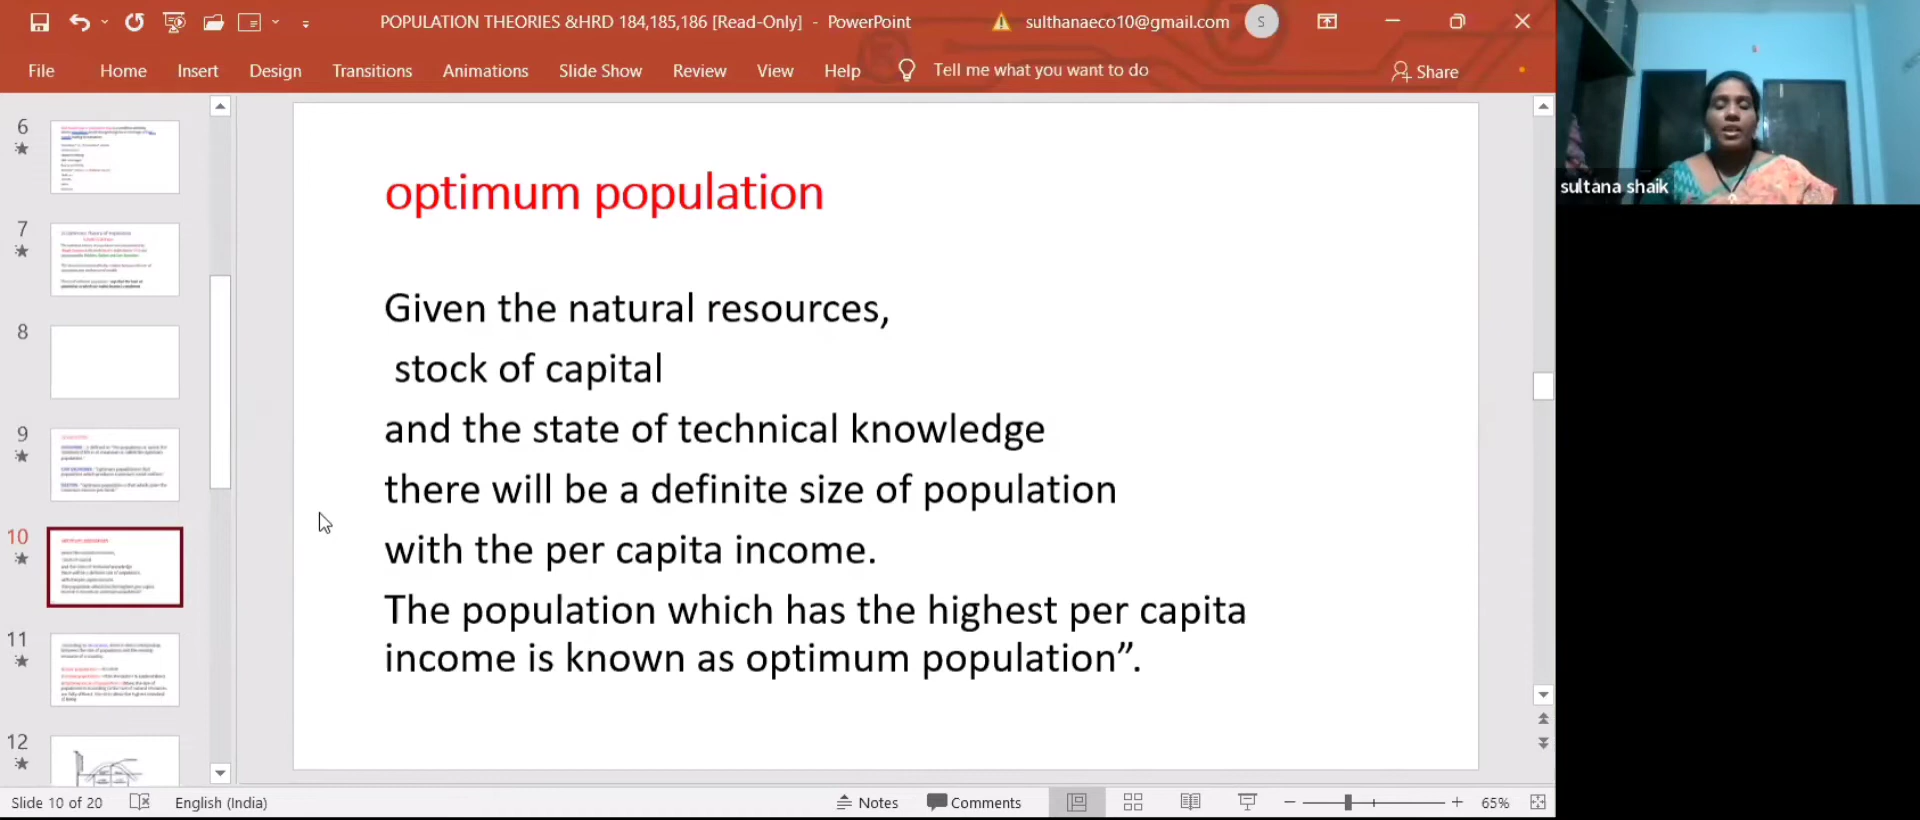 POPULATION THEORIES &HRD 184,185,186 [Read-Only] - PowerPoint
sulthanaeco10@gmail.com
S
File Home Insert Design Transitions Animations Slide Show Review View Help Tell me what you want to do Share
sultana shaik
6
7
8
9
10
11
12
optimum population
Given the natural resources,
stock of capital
and the state of technical knowledge
there will be a definite size of population
with the per capita income.
The population which has the highest per capita
income is known as optimum population”.
Slide 10 of 20 English (India) Notes Comments 65%